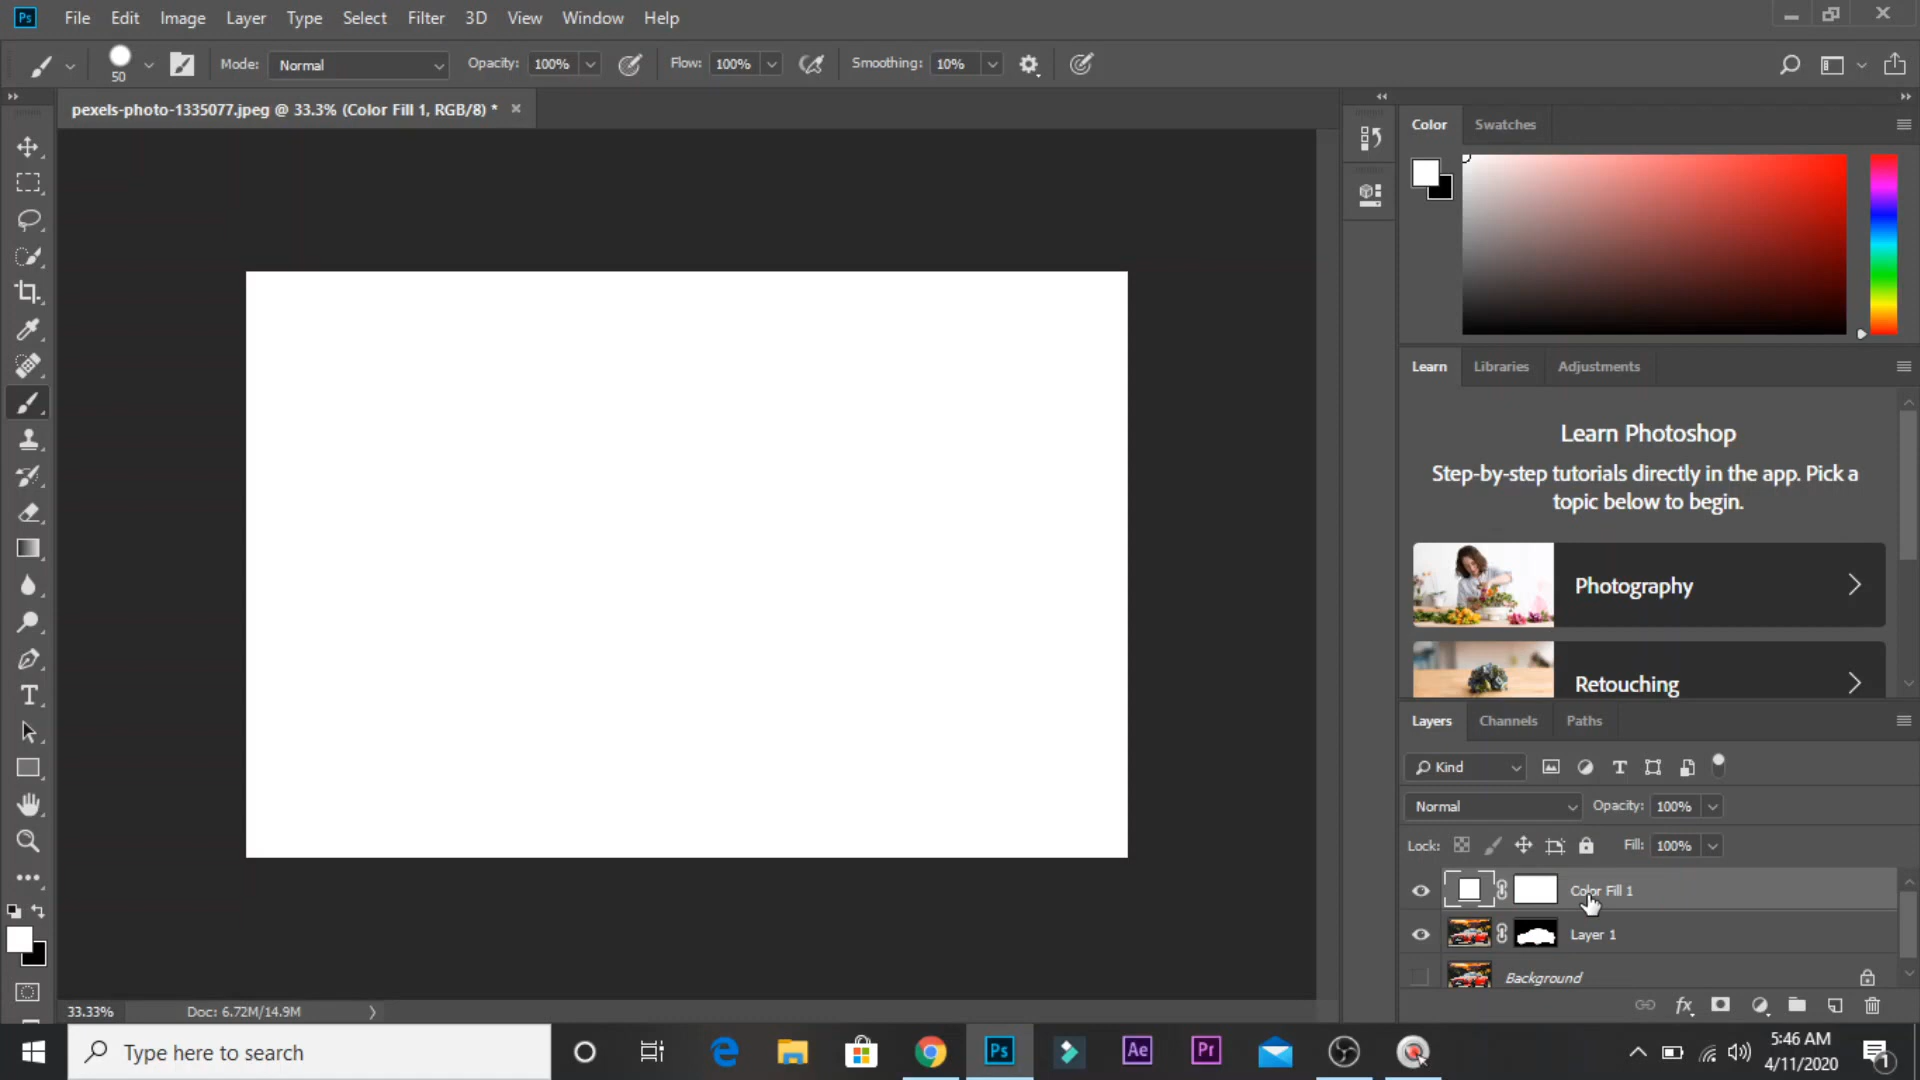 Ps File Edit Image Layer Type Select Filter 3D View Window Help
50 Mode: Normal Opacity: 100% Flow: 100% Smoothing: 10%
pexels-photo-1335077.jpeg @ 33.3% (Color Fill 1, RGB/8) *
Color Swatches
Learn Libraries Adjustments
Learn Photoshop
Step-by-step tutorials directly in the app. Pick a
topic below to begin.
Photography
Retouching
Layers Channels Paths
Kind
Normal Opacity: 100%
Lock: Fill: 100%
Color Fill 1
Layer 1
Background
33.33% Doc: 6.72M/14.9M
Type here to search
Ps Ae Pr
5:46 AM
4/11/2020
1